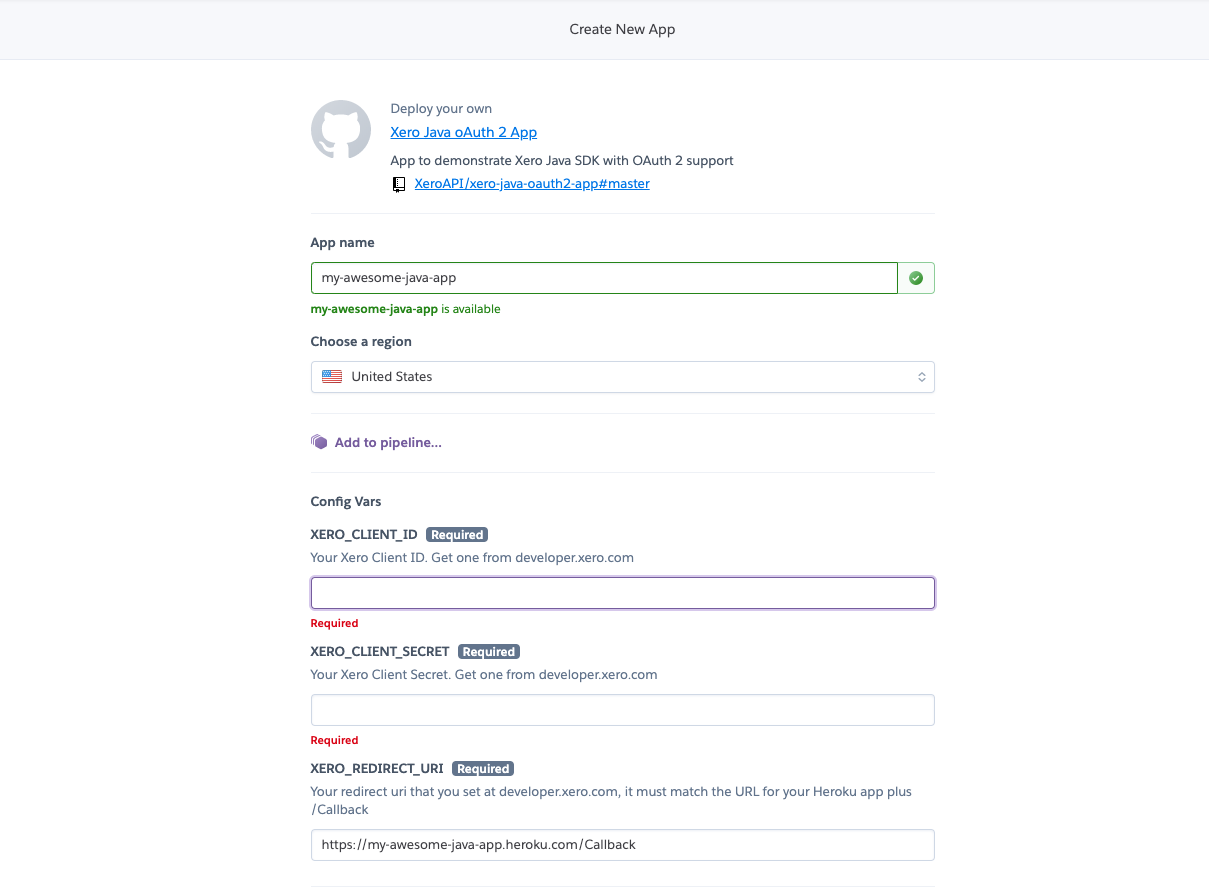 Create New App
Deploy your own
Xero Java oAuth 2 App
App to demonstrate Xero Java SDK with OAuth 2 support
XeroAPI/xero-java-oauth2-app#master
App name
my-awesome-java-app
my-awesome-java-app is available
Choose a region
United States
Add to pipeline...
Config Vars
XERO_CLIENT_ID Required
Your Xero Client ID. Get one from developer.xero.com
Required
XERO_CLIENT_SECRET Required
Your Xero Client Secret. Get one from developer.xero.com
Required
XERO_REDIRECT_URI Required
Your redirect uri that you set at developer.xero.com, it must match the URL for your Heroku app plus
/Callback
https://my-awesome-java-app.heroku.com/Callback